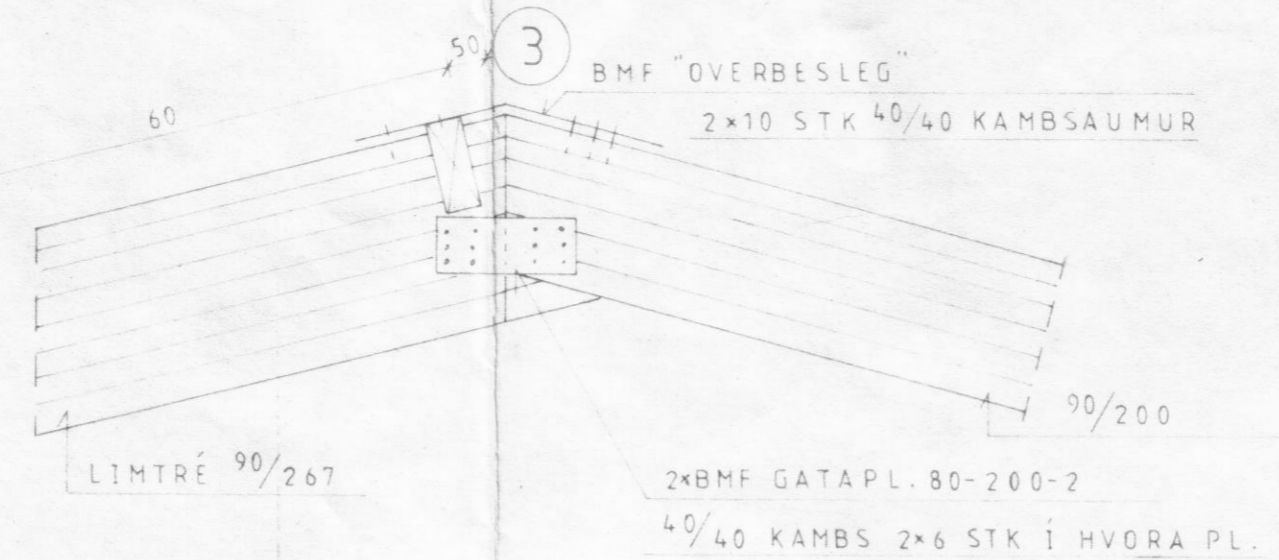 50
3
BMF "OVERBESLEG"
60
2×10 STK 40/40 KAMBSAUMUR
90/200
LIMTRÉ 90/267
2×BMF GATAPL. 80-200-2
40/40 KAMBS 2×6 STK Í HVORA PL.